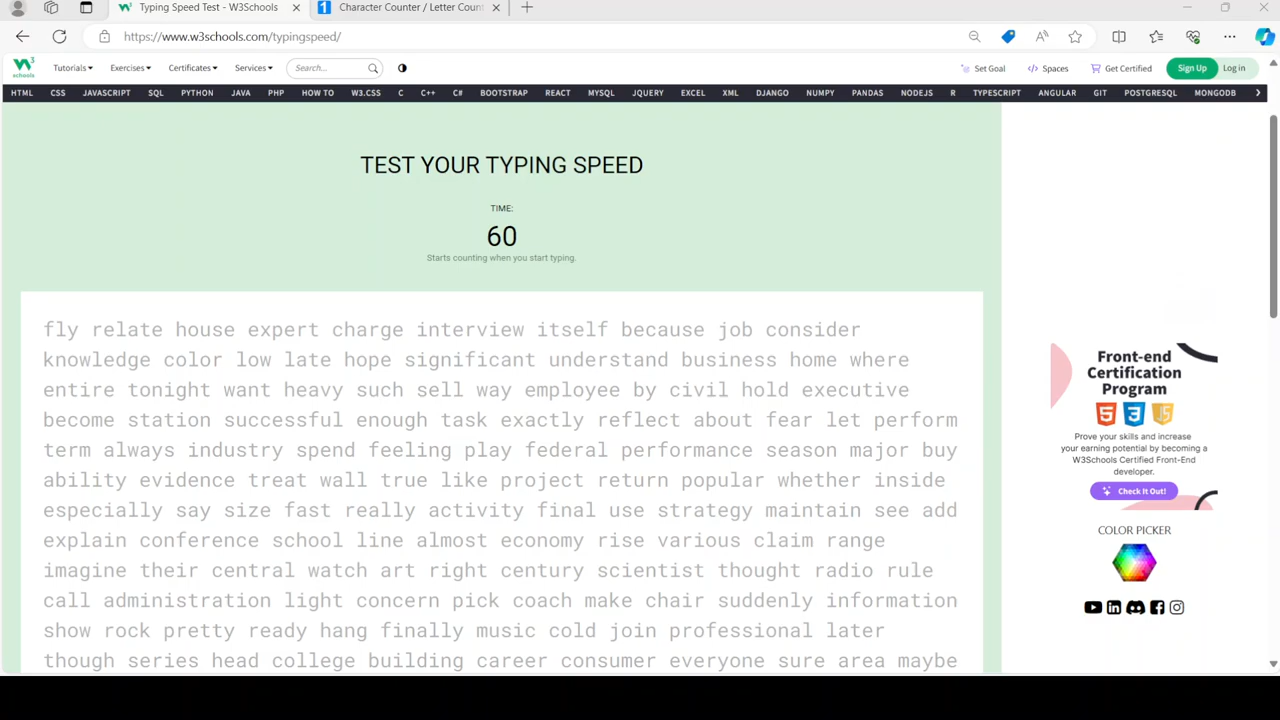 Typing Speed Test - W3Schools
Character Counter / Letter Coun
https://www.w3schools.com/typingspeed/
W3 schools
Tutorials
Exercises
Certificates
Services
Search...
Set Goal
Spaces
Get Certified
Sign Up
Log in
HTML CSS JAVASCRIPT SQL PYTHON JAVA PHP HOW TO W3.CSS C C++ C# BOOTSTRAP REACT MYSQL JQUERY EXCEL XML DJANGO NUMPY PANDAS NODEJS R TYPESCRIPT ANGULAR GIT POSTGRESQL MONGODB
TEST YOUR TYPING SPEED
TIME:
60
Starts counting when you start typing.
fly relate house expert charge interview itself because job consider
knowledge color low late hope significant understand business home where
entire tonight want heavy such sell way employee by civil hold executive
become station successful enough task exactly reflect about fear let perform
term always industry spend feeling play federal performance season major buy
ability evidence treat wall true like project return popular whether inside
especially say size fast really activity final use strategy maintain see add
explain conference school line almost economy rise various claim range
imagine their central watch art right century scientist thought radio rule
call administration light concern pick coach make chair suddenly information
show rock pretty ready hang finally music cold join professional later
though series head college building career consumer everyone sure area maybe
Front-end
Certification
Program
5 3 JS
Prove your skills and increase
your earning potential by becoming a
W3Schools Certified Front-End
developer.
Check It Out!
COLOR PICKER